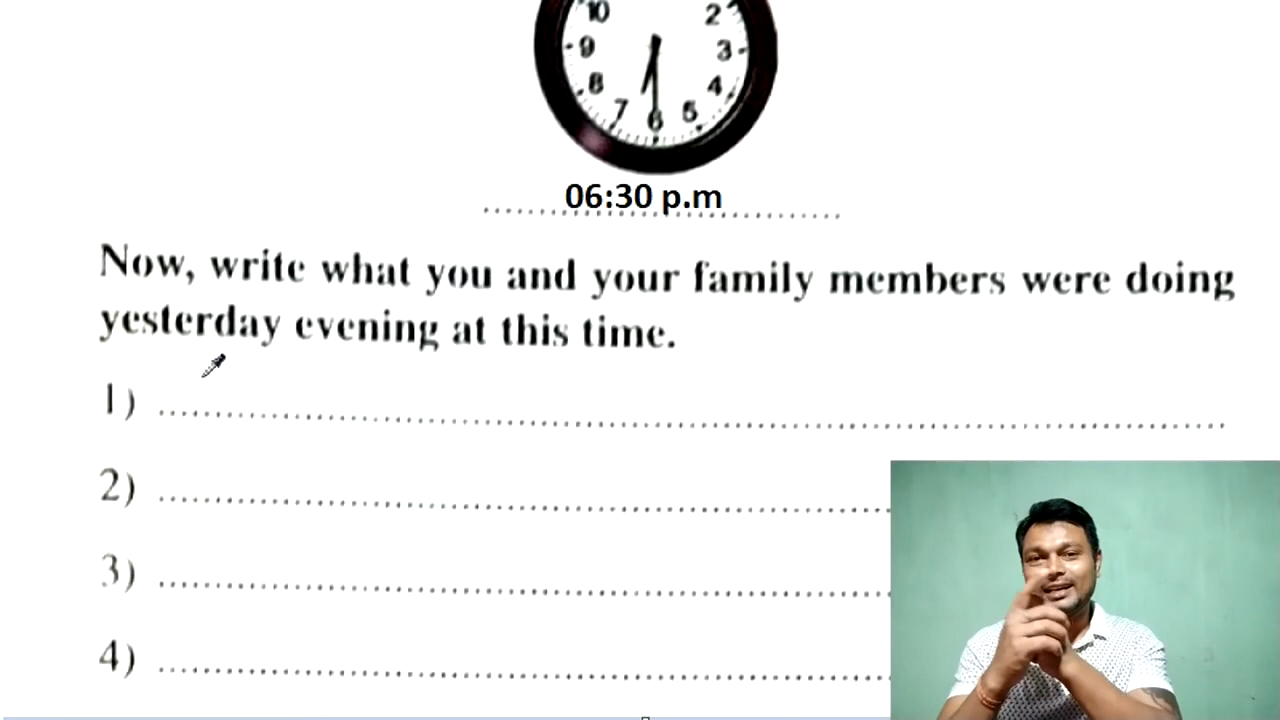 10 2
9 3
8 4
7 6 5
06:30 p.m
Now, write what you and your family members were doing
yesterday evening at this time.
1)
2)
3)
4)